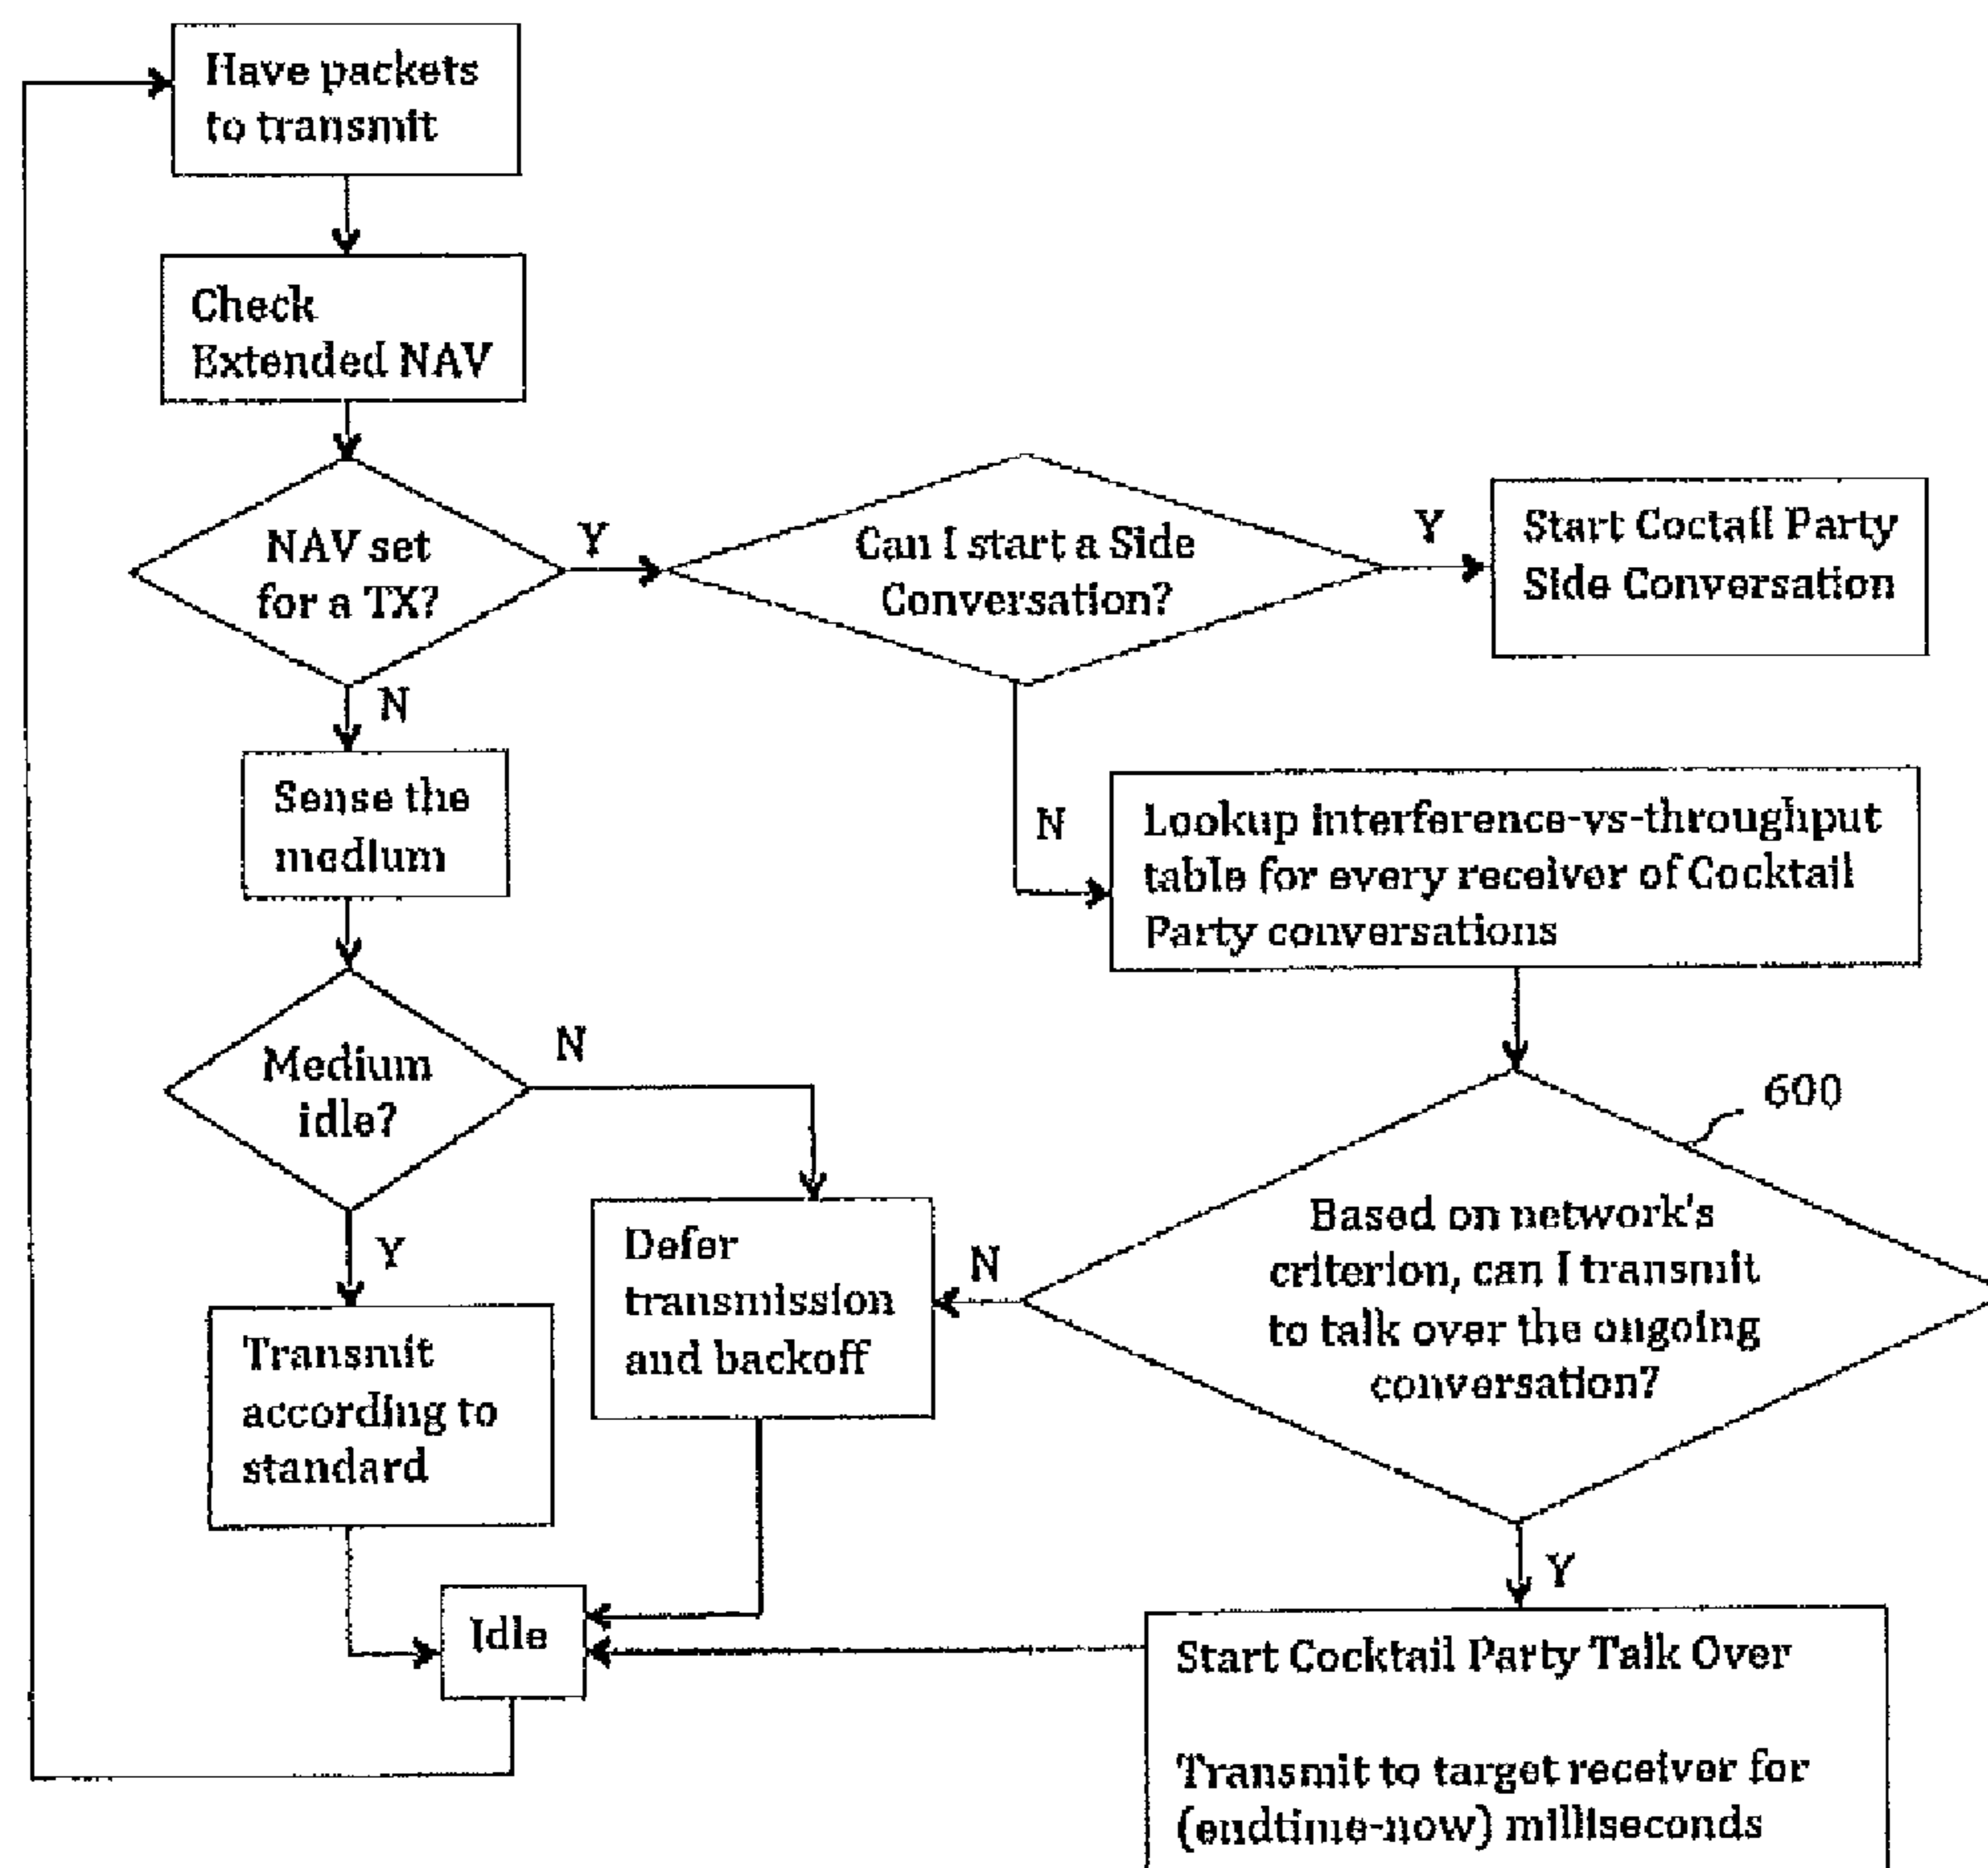 Have packets
to transmit
Check
Extended NAV
NAV set
for a TX?
Y
Can I start a Side
Conversation?
Y
Start Coctail Party
Side Conversation
N
Sense the
medium
N
Lookup interference-vs-throughput
table for every receiver of Cocktail
Party conversations
Medium
idle?
N
600
Based on network's
criterion, can I transmit
to talk over the ongoing
conversation?
N
Defer
transmission
and backoff
Y
Transmit
according to
standard
Y
Idle
Start Cocktail Party Talk Over
Transmit to target receiver for
(endtime-now) milliseconds